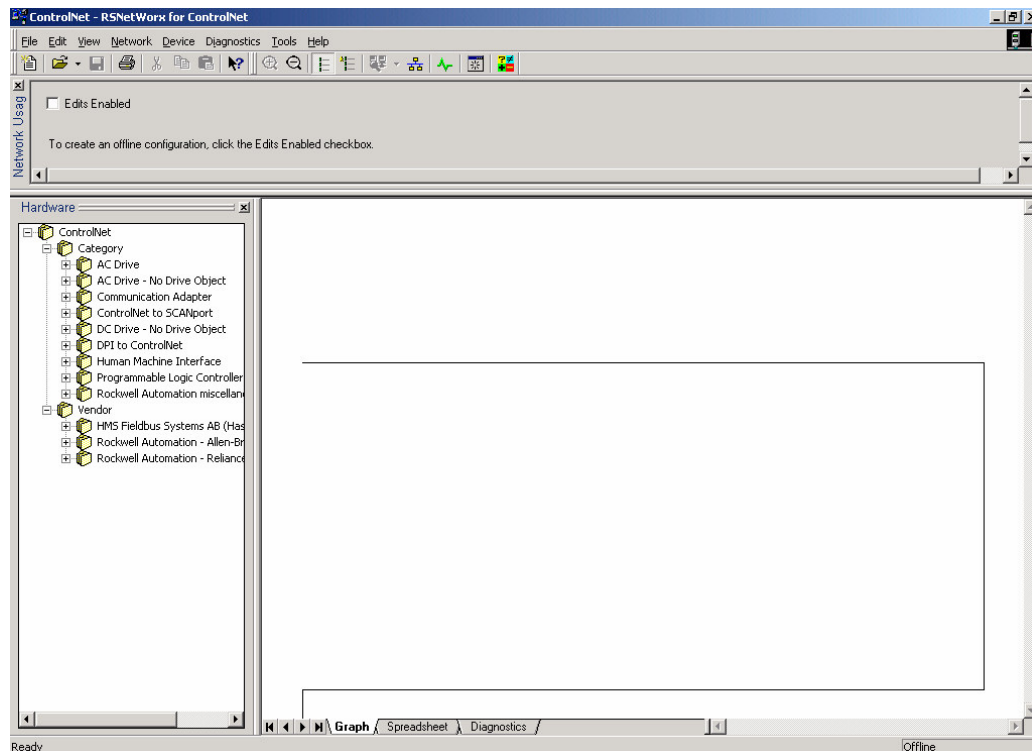 ControlNet - RSNetWorx for ControlNet
File Edit View Network Device Diagnostics Tools Help
Network Usag
Edits Enabled
To create an offline configuration, click the Edits Enabled checkbox.
Hardware
ControlNet
Category
AC Drive
AC Drive - No Drive Object
Communication Adapter
ControlNet to SCANport
DC Drive - No Drive Object
DPI to ControlNet
Human Machine Interface
Programmable Logic Controller
Rockwell Automation miscellan
Vendor
HMS Fieldbus Systems AB (Has
Rockwell Automation - Allen-Br
Rockwell Automation - Reliance
Graph Spreadsheet Diagnostics
Ready Offline